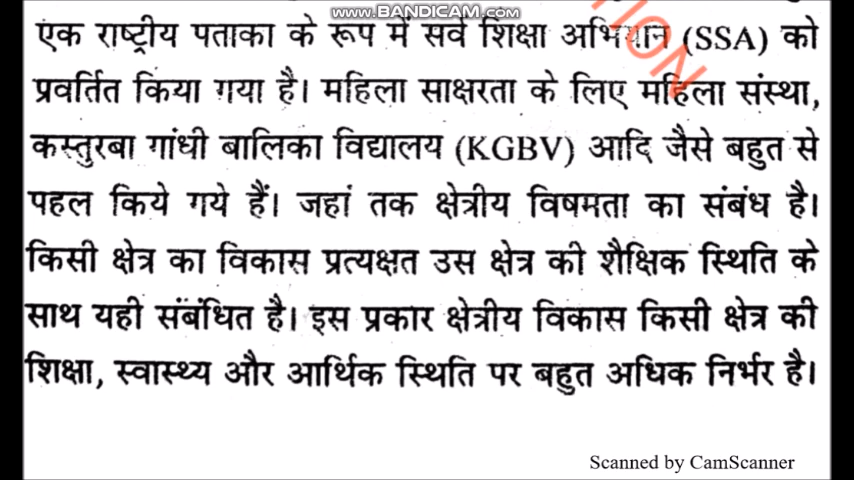 www.BANDICAM.com
एक राष्ट्रीय पताका के रूप में सर्व शिक्षा अभियान (SSA) को
प्रवर्तित किया गया है। महिला साक्षरता के लिए महिला संस्था,
कस्तुरबा गांधी बालिका विद्यालय (KGBV) आदि जैसे बहुत से
पहल किये गये हैं। जहां तक क्षेत्रीय विषमता का संबंध है।
किसी क्षेत्र का विकास प्रत्यक्षत उस क्षेत्र की शैक्षिक स्थिति के
साथ यही संबंधित है। इस प्रकार क्षेत्रीय विकास किसी क्षेत्र की
शिक्षा, स्वास्थ्य और आर्थिक स्थिति पर बहुत अधिक निर्भर है।
Scanned by CamScanner